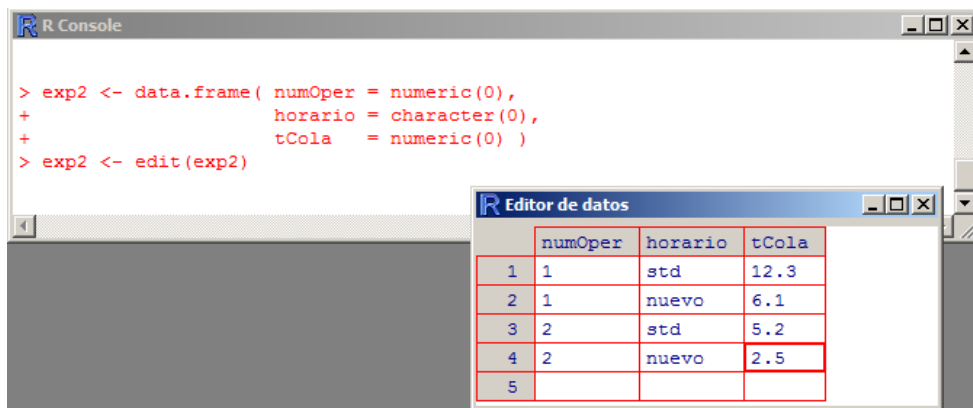 R Console
> exp2 <- data.frame( numOper = numeric(0),
+                     horario = character(0),
+                     tCola   = numeric(0) )
> exp2 <- edit(exp2)
R Editor de datos
numOper horario tCola
1 1 std 12.3
2 1 nuevo 6.1
3 2 std 5.2
4 2 nuevo 2.5
5